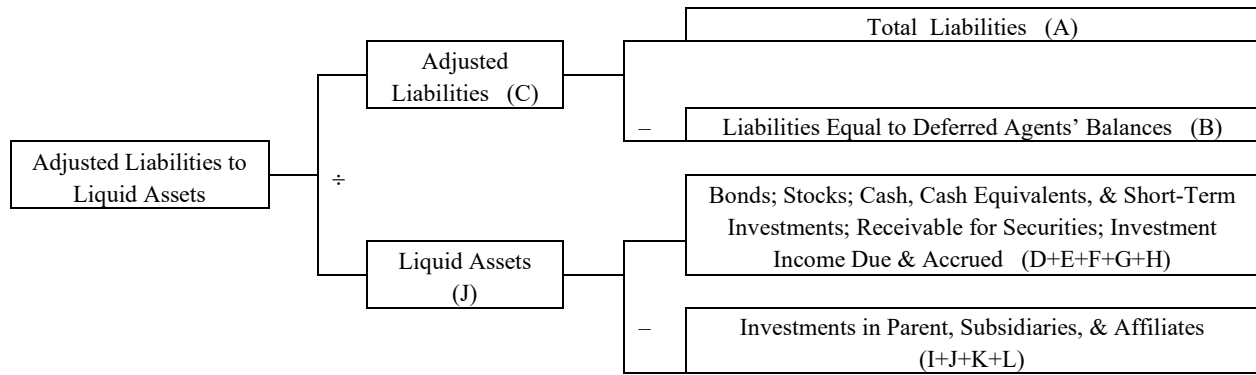 Total Liabilities (A)
Adjusted
Liabilities (C)
– Liabilities Equal to Deferred Agents’ Balances (B)
Adjusted Liabilities to
Liquid Assets
÷
Bonds; Stocks; Cash, Cash Equivalents, & Short-Term
Investments; Receivable for Securities; Investment
Income Due & Accrued (D+E+F+G+H)
Liquid Assets
(J)
– Investments in Parent, Subsidiaries, & Affiliates
(I+J+K+L)